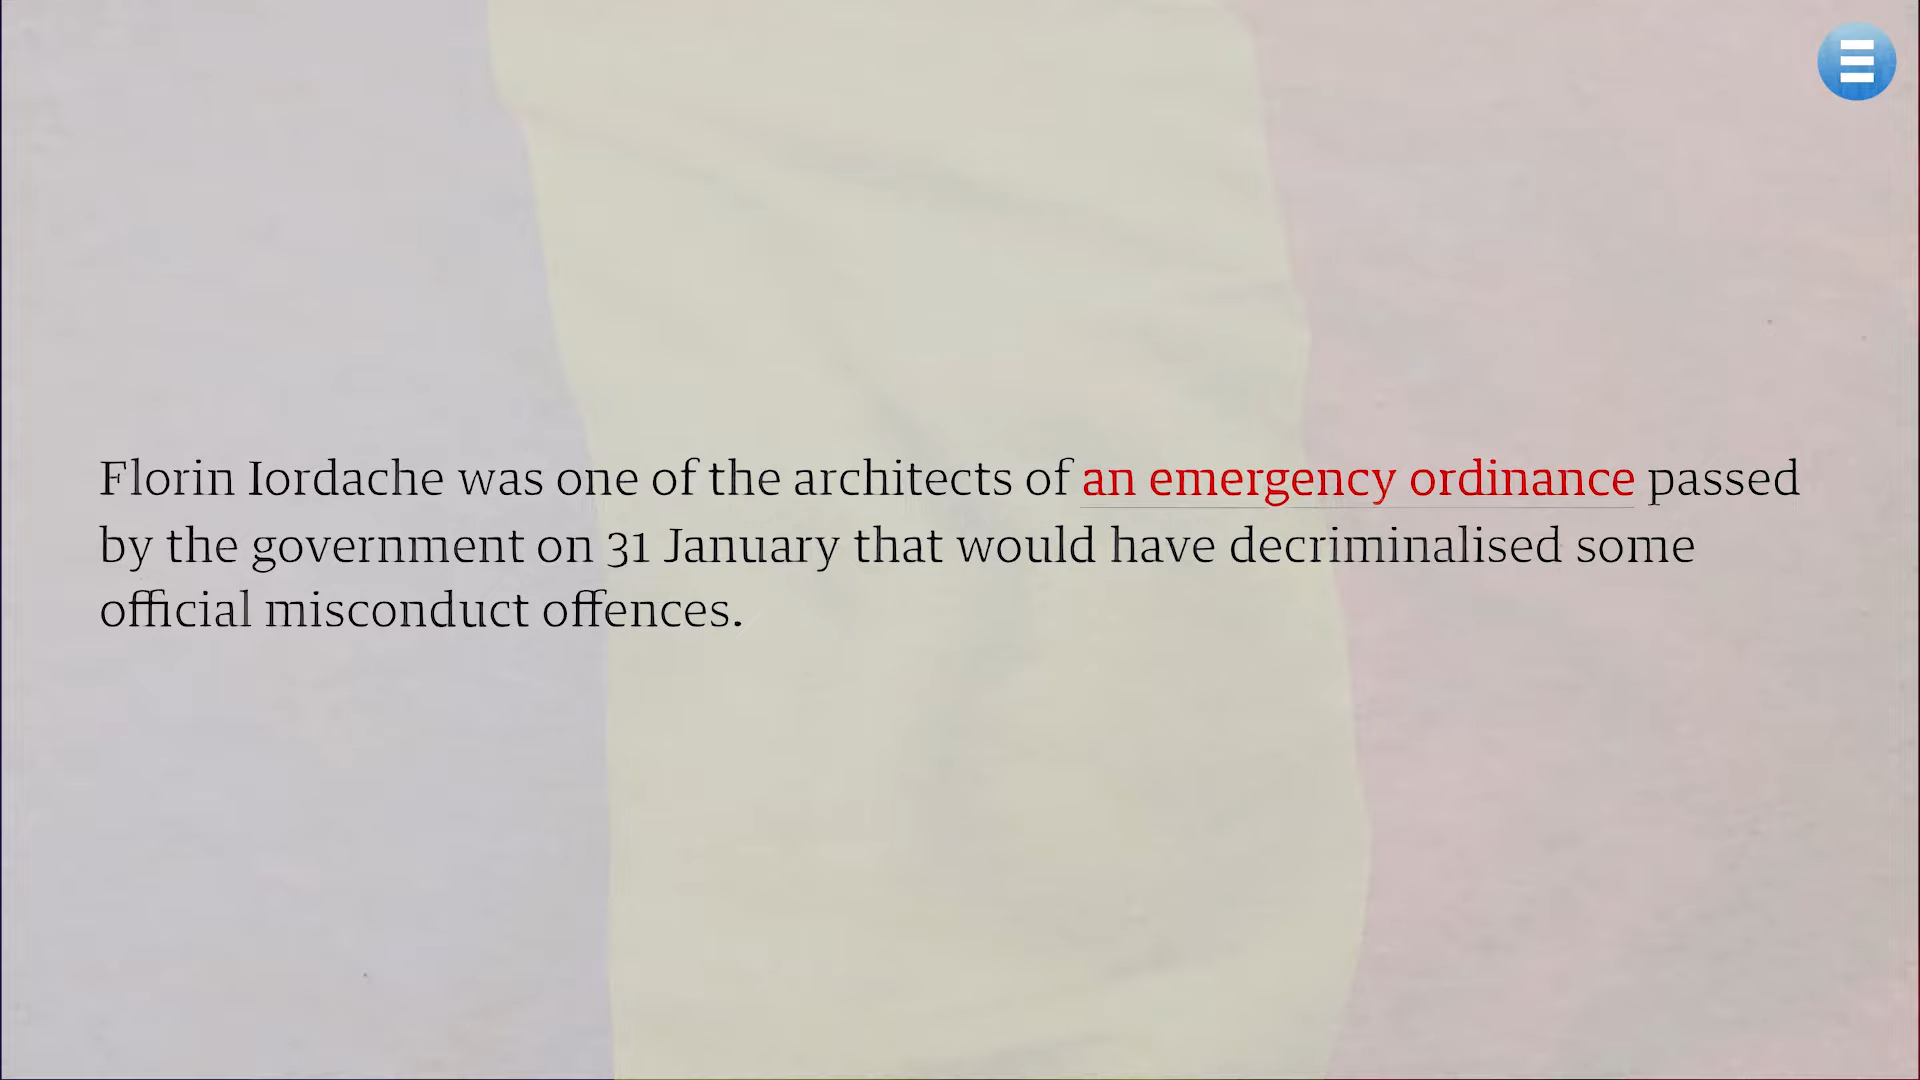 Florin Iordache was one of the architects of an emergency ordinance passed
by the government on 31 January that would have decriminalised some
official misconduct offences.